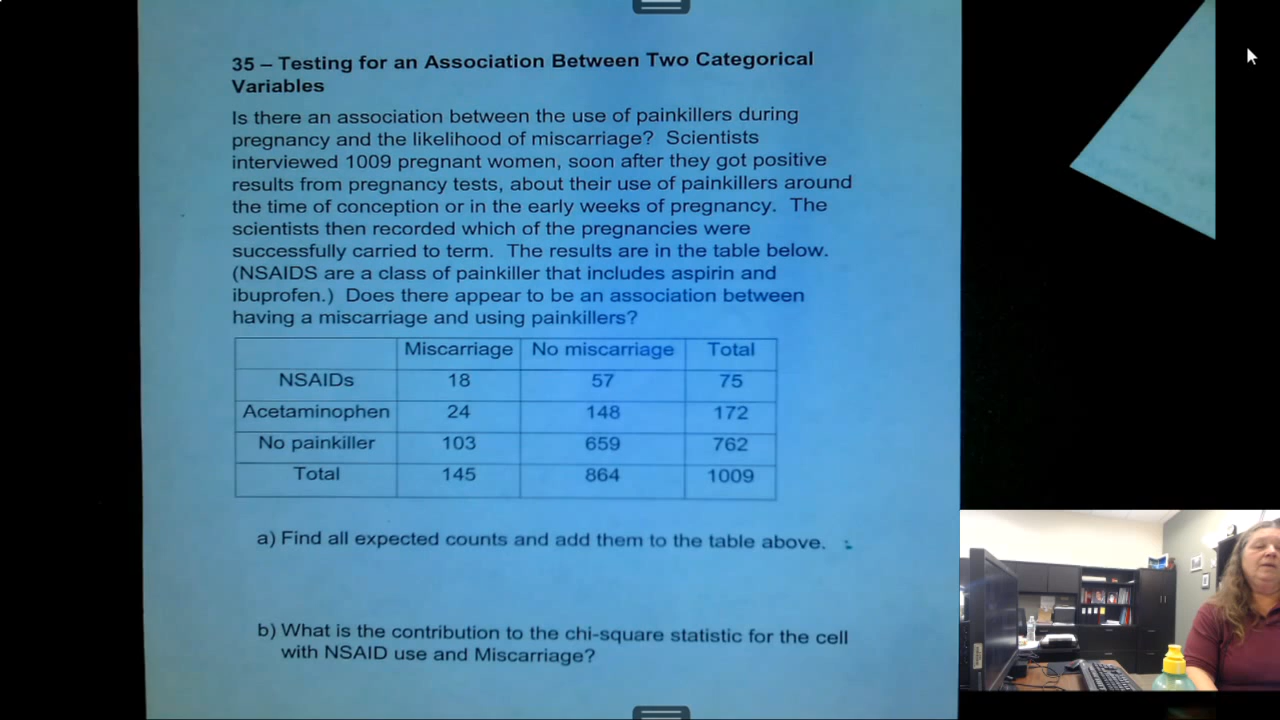 35 – Testing for an Association Between Two Categorical
Variables
Is there an association between the use of painkillers during
pregnancy and the likelihood of miscarriage? Scientists
interviewed 1009 pregnant women, soon after they got positive
results from pregnancy tests, about their use of painkillers around
the time of conception or in the early weeks of pregnancy. The
scientists then recorded which of the pregnancies were
successfully carried to term. The results are in the table below.
(NSAIDS are a class of painkiller that includes aspirin and
ibuprofen.) Does there appear to be an association between
having a miscarriage and using painkillers?
Miscarriage No miscarriage Total
NSAIDs 18 57 75
Acetaminophen 24 148 172
No painkiller 103 659 762
Total 145 864 1009
a) Find all expected counts and add them to the table above.
b) What is the contribution to the chi-square statistic for the cell
with NSAID use and Miscarriage?